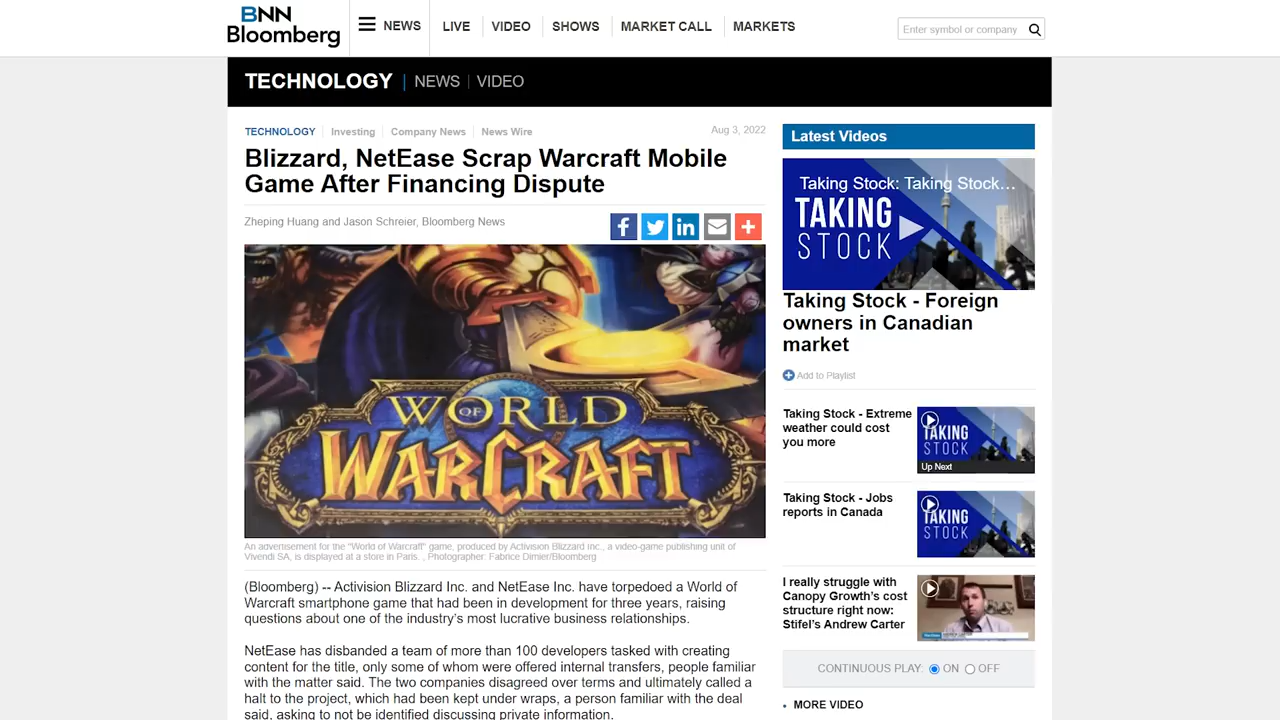 BNN
Bloomberg
NEWS
LIVE
VIDEO
SHOWS
MARKET CALL
MARKETS
Enter symbol or company
TECHNOLOGY | NEWS | VIDEO
TECHNOLOGY
Investing
Company News
News Wire
Aug 3, 2022
Blizzard, NetEase Scrap Warcraft Mobile
Game After Financing Dispute
Zheping Huang and Jason Schreier, Bloomberg News
WORLD
OF
WARCRAFT
An advertisement for the "World of Warcraft" game, produced by Activision Blizzard Inc., a video-game publishing unit of
Vivendi SA, is displayed at a store in Paris. , Photographer: Fabrice Dimier/Bloomberg
(Bloomberg) -- Activision Blizzard Inc. and NetEase Inc. have torpedoed a World of
Warcraft smartphone game that had been in development for three years, raising
questions about one of the industry's most lucrative business relationships.
NetEase has disbanded a team of more than 100 developers tasked with creating
content for the title, only some of whom were offered internal transfers, people familiar
with the matter said. The two companies disagreed over terms and ultimately called a
halt to the project, which had been kept under wraps, a person familiar with the deal
said, asking to not be identified discussing private information.
Latest Videos
Taking Stock: Taking Stock…
TAKING
STOCK
Taking Stock - Foreign
owners in Canadian
market
Add to Playlist
Taking Stock - Extreme
weather could cost
you more
TAKING
STOCK
Up Next
Taking Stock - Jobs
reports in Canada
TAKING
STOCK
I really struggle with
Canopy Growth's cost
structure right now:
Stifel's Andrew Carter
CONTINUOUS PLAY: ON OFF
MORE VIDEO